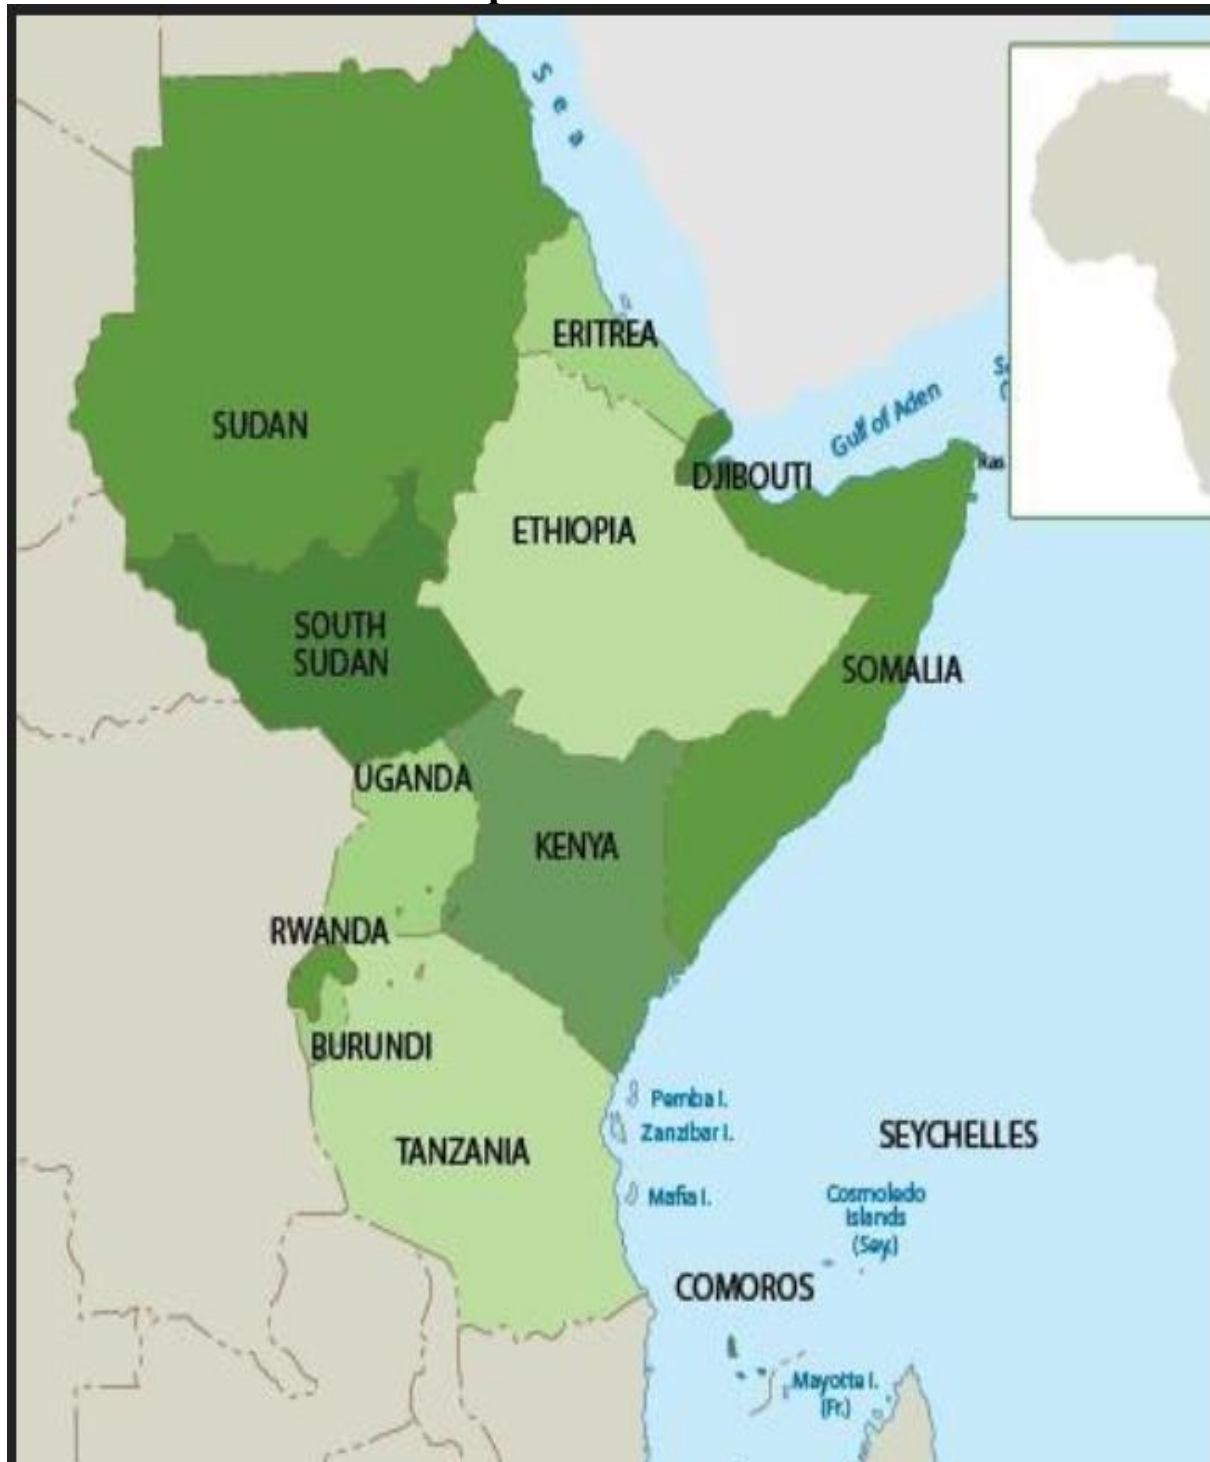 Sea
ERITREA
SUDAN
Gulf of Aden
DJIBOUTI
Ras
ETHIOPIA
SOUTH
SUDAN
SOMALIA
UGANDA
KENYA
RWANDA
BURUNDI
Pemba I.
Zanzibar I.
TANZANIA
SEYCHELLES
Mafia I.
Cosmoledo
Islands
(Sey.)
COMOROS
Mayotte I.
(Fr.)